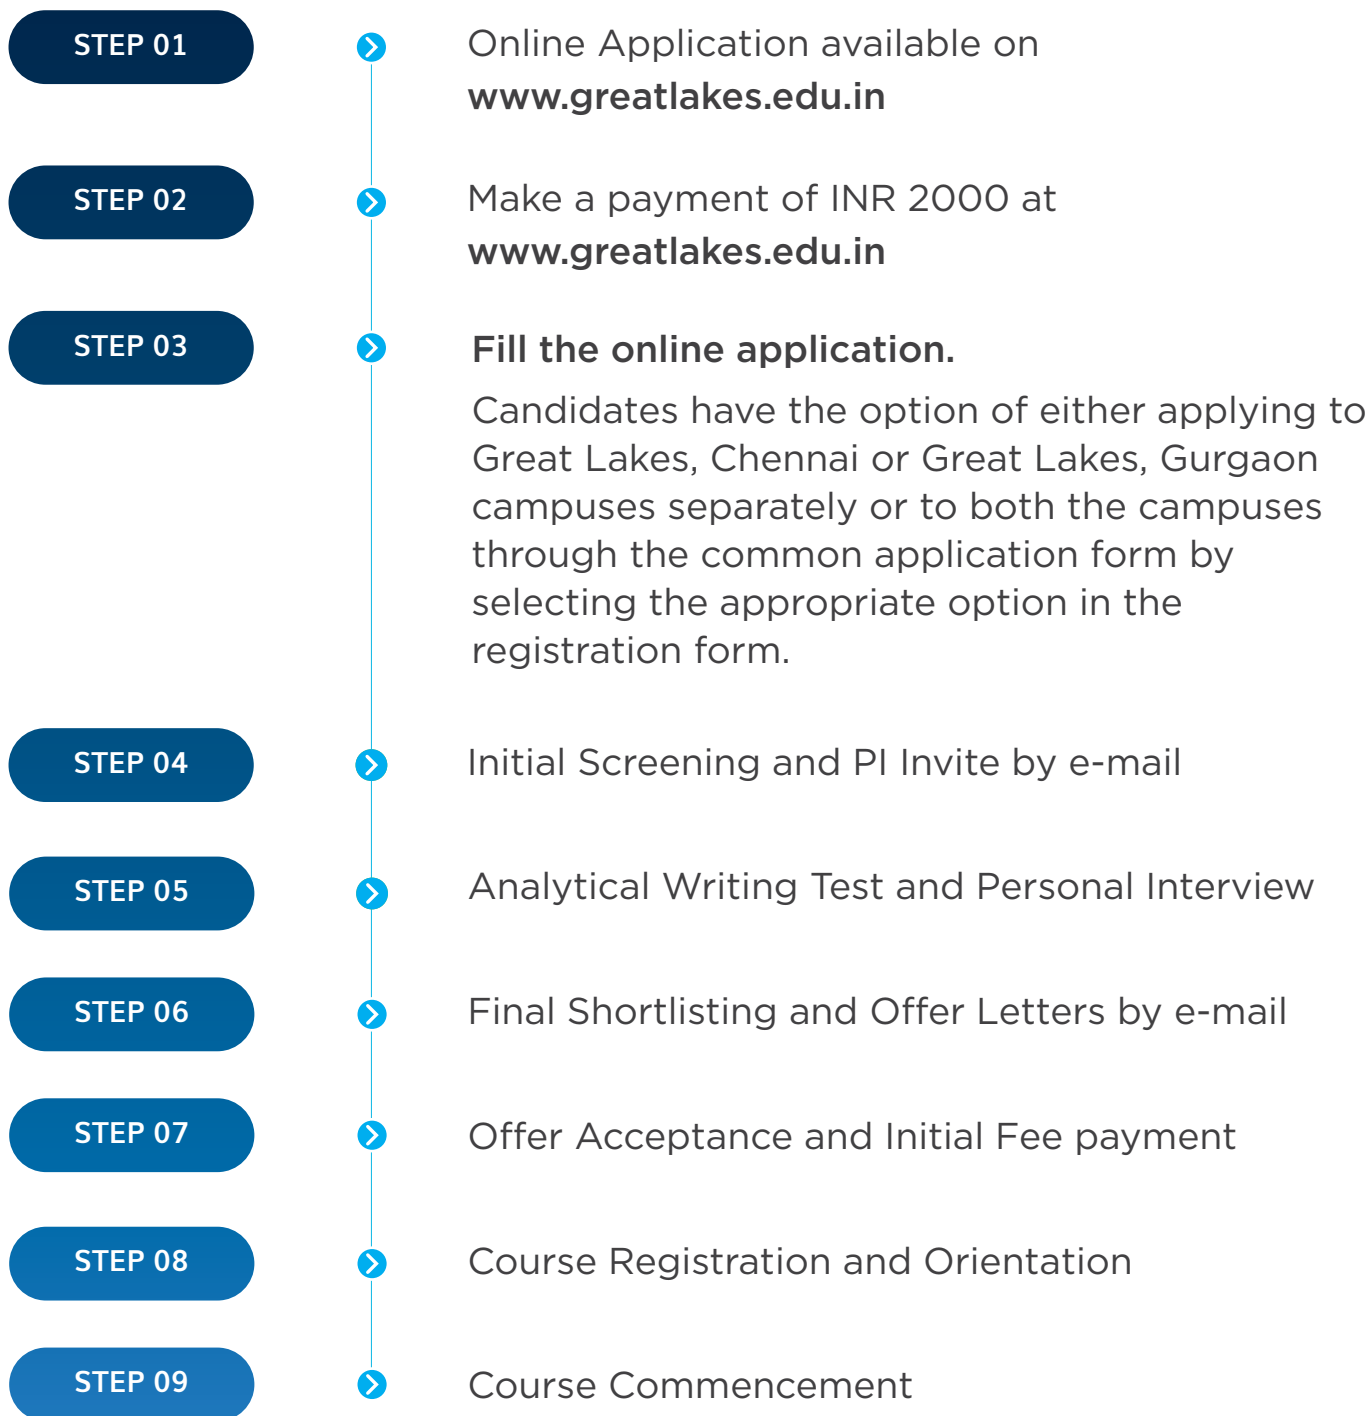 STEP 01
Online Application available on
www.greatlakes.edu.in
STEP 02
Make a payment of INR 2000 at
www.greatlakes.edu.in
STEP 03
Fill the online application.
Candidates have the option of either applying to
Great Lakes, Chennai or Great Lakes, Gurgaon
campuses separately or to both the campuses
through the common application form by
selecting the appropriate option in the
registration form.
STEP 04
Initial Screening and PI Invite by e-mail
STEP 05
Analytical Writing Test and Personal Interview
STEP 06
Final Shortlisting and Offer Letters by e-mail
STEP 07
Offer Acceptance and Initial Fee payment
STEP 08
Course Registration and Orientation
STEP 09
Course Commencement